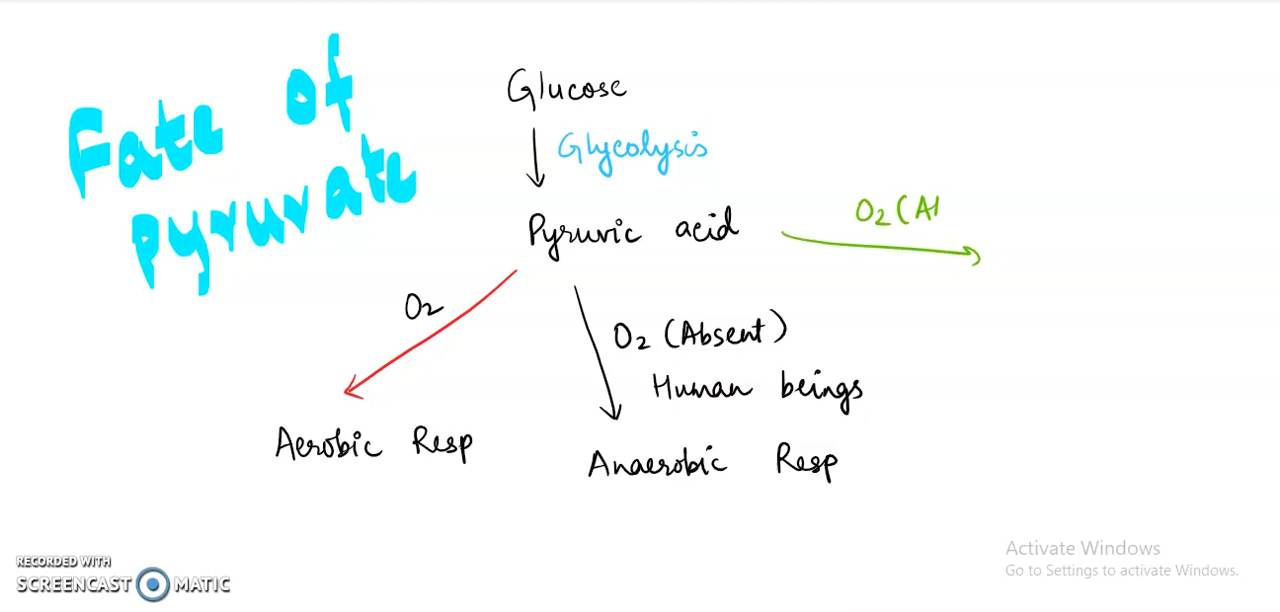 Fate of
pyruvate
Glucose
Glycolysis
Pyruvic acid
O2 (A
O2
O2 (Absent)
Human beings
Aerobic Resp
Anaerobic Resp
RECORDED WITH
SCREENCAST MATIC
Activate Windows
Go to Settings to activate Windows.